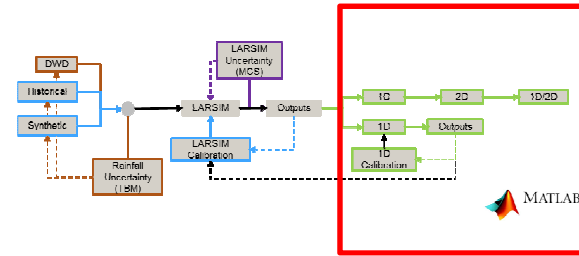 DWD
Historical
Synthetic
Rainfall
Uncertainty
(TBM)
LARSIM
Uncertainty
(MCS)
LARSIM
Outputs
LARSIM
Calibration
1D
2D
1D/2D
1D
Outputs
1D
Calibration
MATLAB